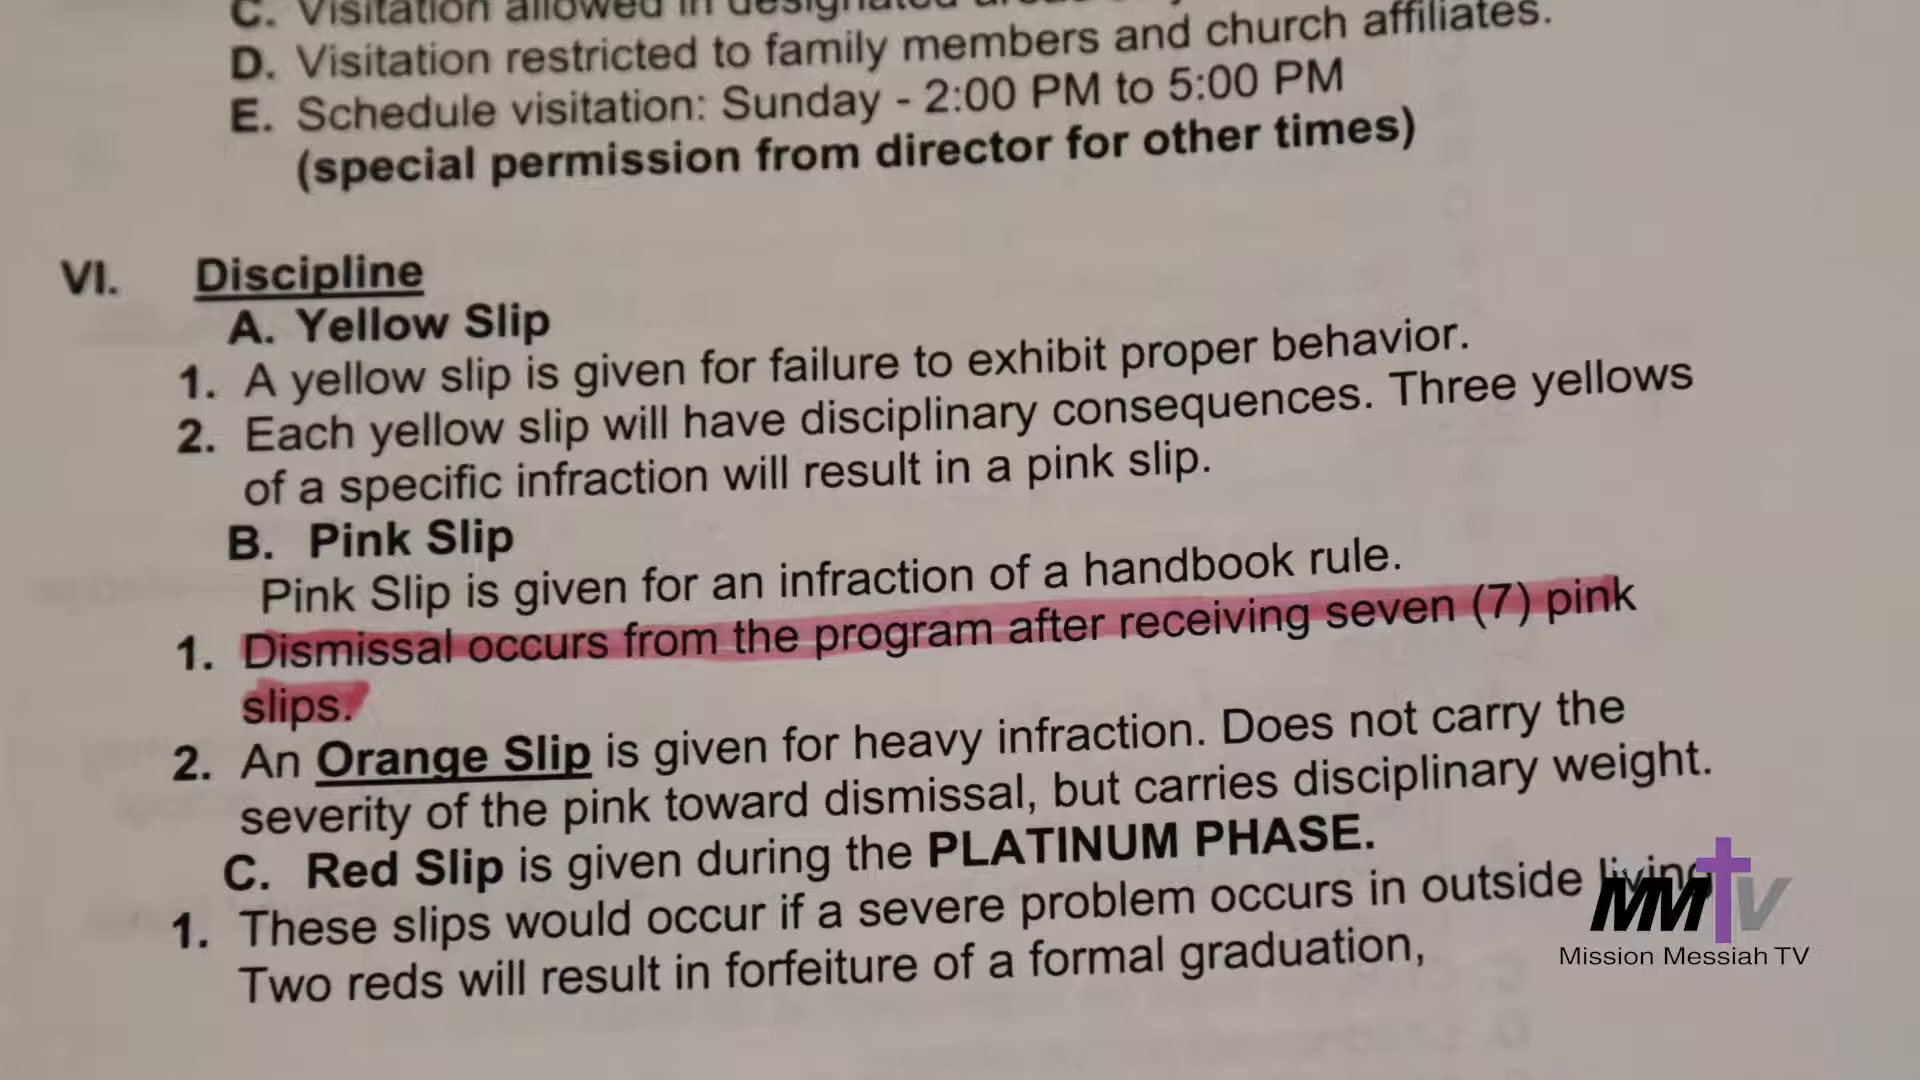 C. Visitation allowed in designated
D. Visitation restricted to family members and church affiliates.
E. Schedule visitation: Sunday - 2:00 PM to 5:00 PM
(special permission from director for other times)
VI. Discipline
A. Yellow Slip
1. A yellow slip is given for failure to exhibit proper behavior.
2. Each yellow slip will have disciplinary consequences. Three yellows
of a specific infraction will result in a pink slip.
B. Pink Slip
Pink Slip is given for an infraction of a handbook rule.
1. Dismissal occurs from the program after receiving seven (7) pink
slips.
2. An Orange Slip is given for heavy infraction. Does not carry the
severity of the pink toward dismissal, but carries disciplinary weight.
C. Red Slip is given during the PLATINUM PHASE.
1. These slips would occur if a severe problem occurs in outside living
Two reds will result in forfeiture of a formal graduation,
MMTV
Mission Messiah TV